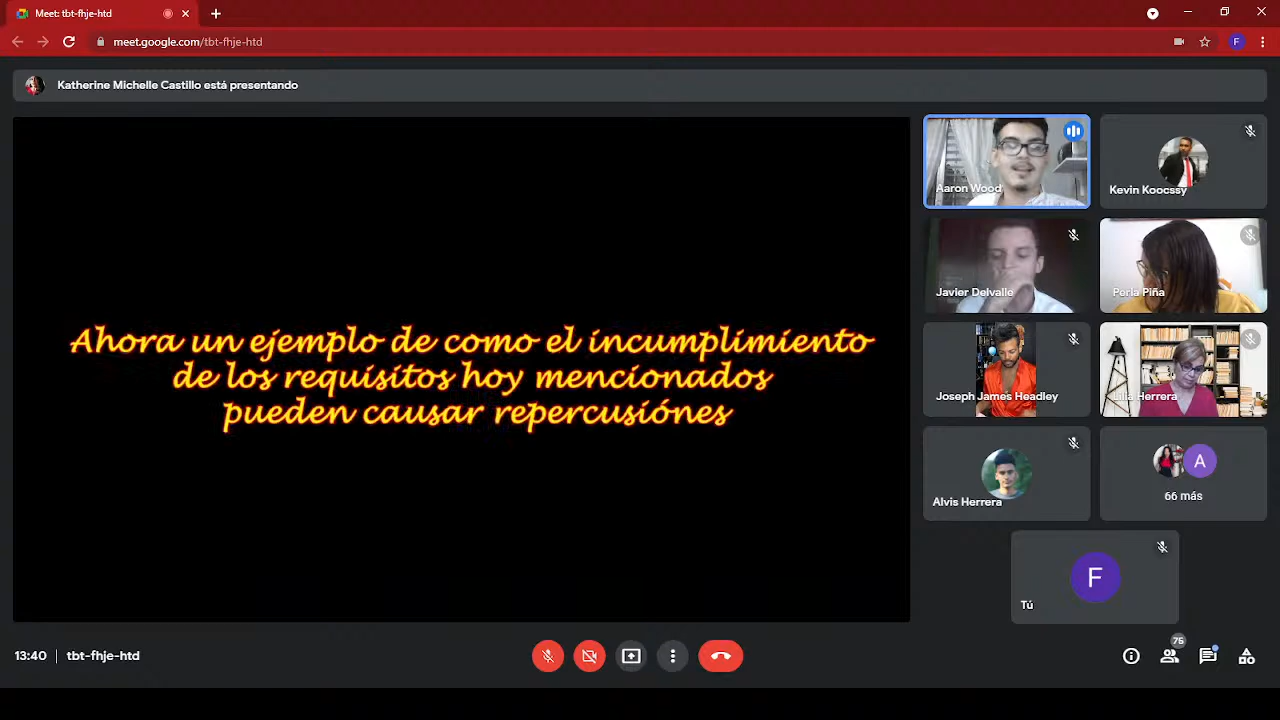 Meet: tbt-fhje-htd
meet.google.com/tbt-fhje-htd
F
Katherine Michelle Castillo está presentando
Ahora un ejemplo de como el incumplimiento
de los requisitos hoy mencionados
pueden causar repercusiónes
Aaron Wood
Kevin Koocssy
Javier Delvalle
Perla Piña
Joseph James Headley
Lilia Herrera
Alvis Herrera
A
66 más
F
Tú
13:40 | tbt-fhje-htd
75